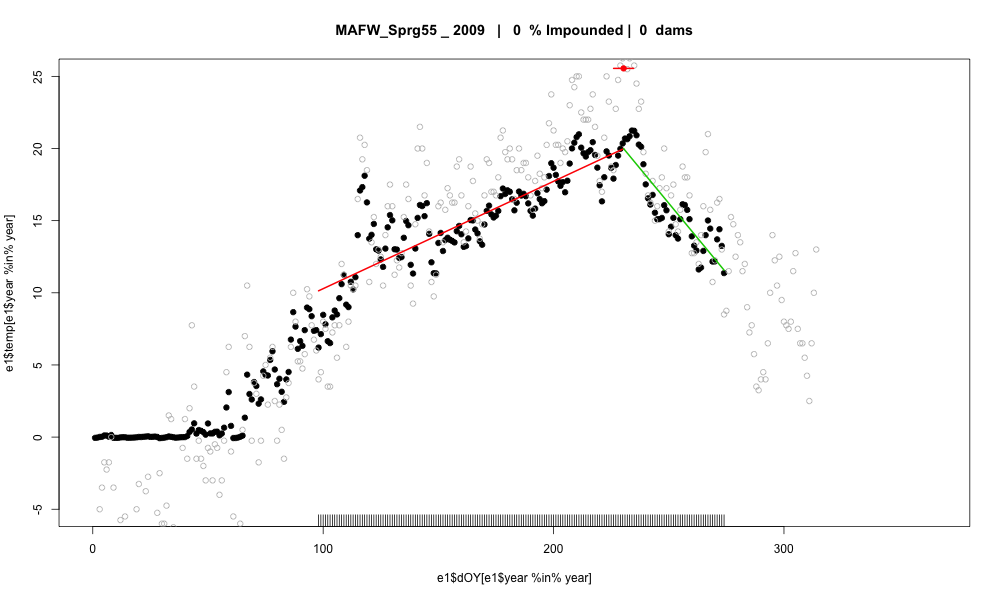 MAFW_Sprg55 _ 2009 | 0 % Impounded | 0 dams
25
20
15
10
5
0
-5
e1$temp[e1$year %in% year]
0 100 200 300
e1$dOY[e1$year %in% year]